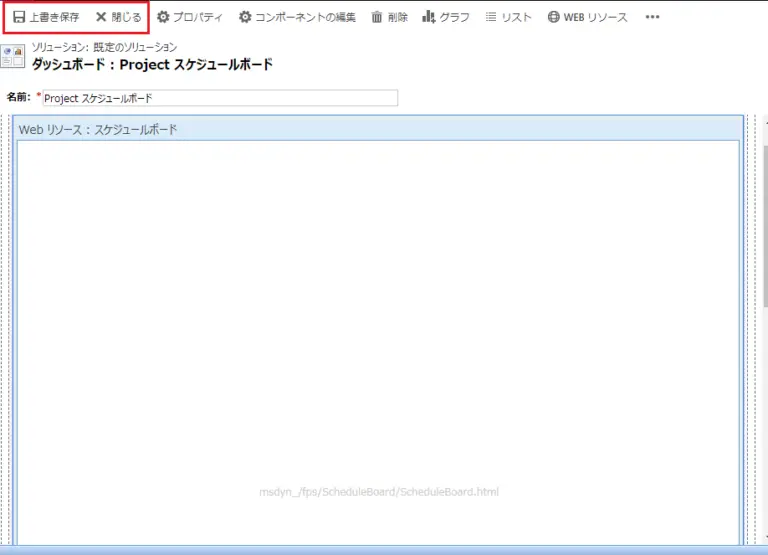 上書き保存 閉じる プロパティ コンポーネントの編集 削除 グラフ リスト WEB リソース •••
ソリューション: 既定のソリューション
ダッシュボード : Project スケジュールボード
名前: * Project スケジュールボード
Web リソース : スケジュールボード
msdyn_/fps/ScheduleBoard/ScheduleBoard.html